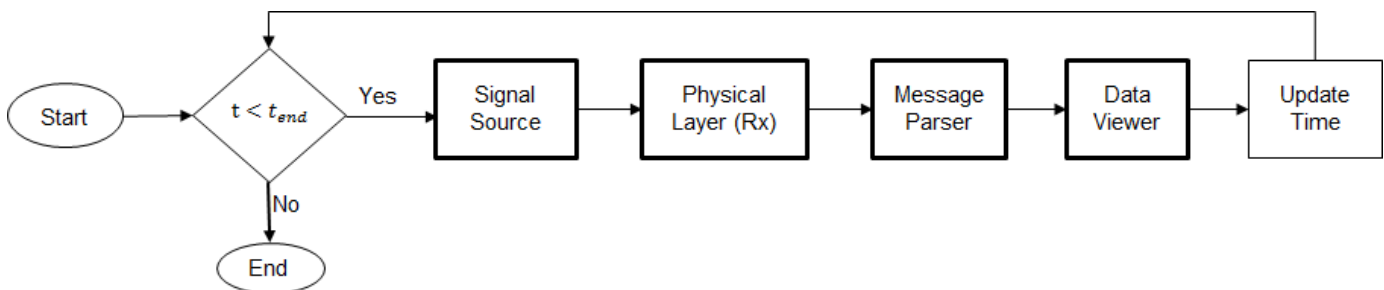 Start
t < t_end
Yes
Signal
Source
Physical
Layer (Rx)
Message
Parser
Data
Viewer
Update
Time
No
End